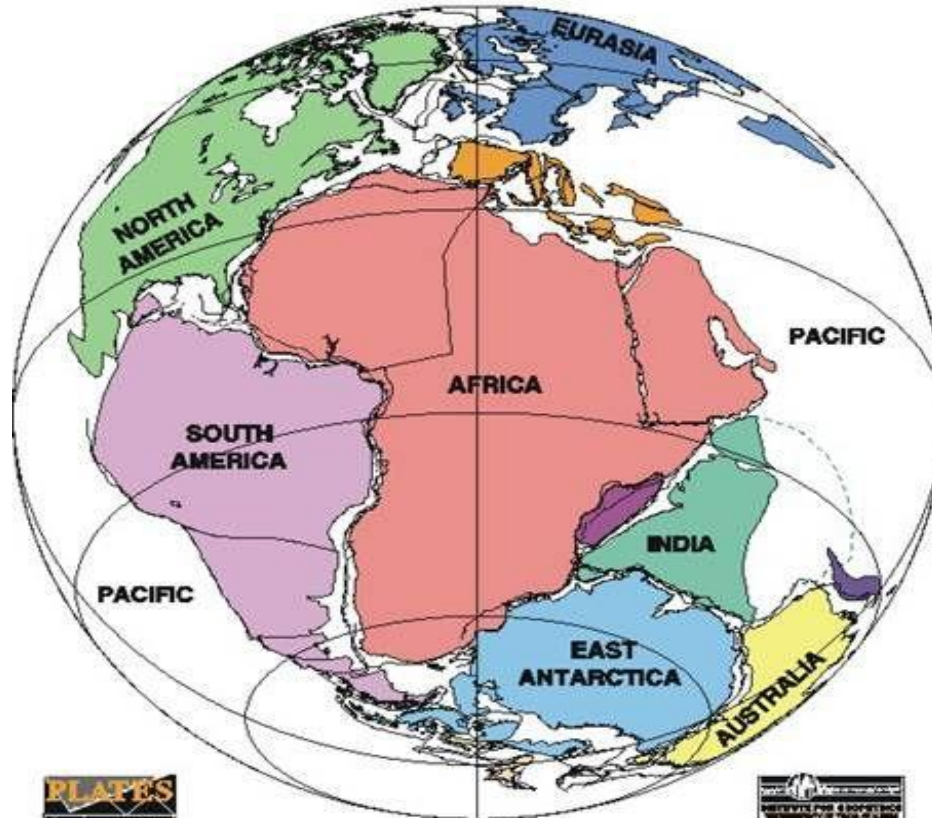 EURASIA
NORTH
AMERICA
PACIFIC
AFRICA
SOUTH
AMERICA
INDIA
PACIFIC
EAST
ANTARCTICA
AUSTRALIA
PLATES